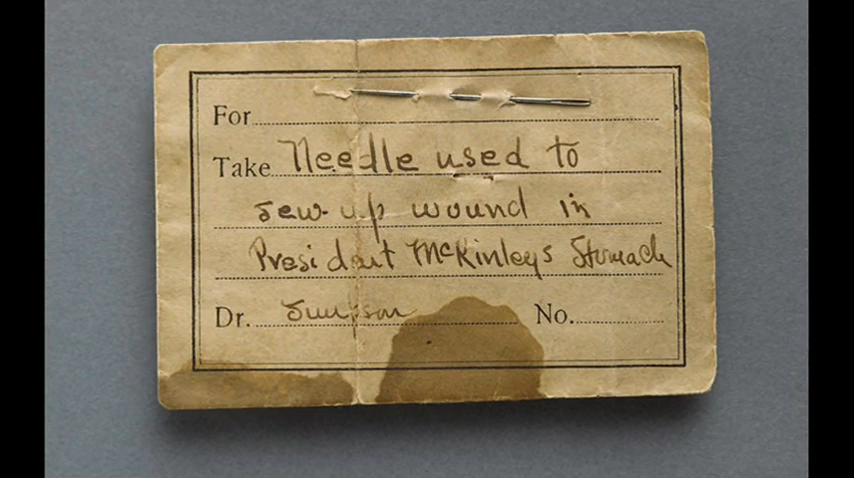 For
Take Needle used to
sew up wound in
President McKinleys Stomach
Dr. Simpson No.